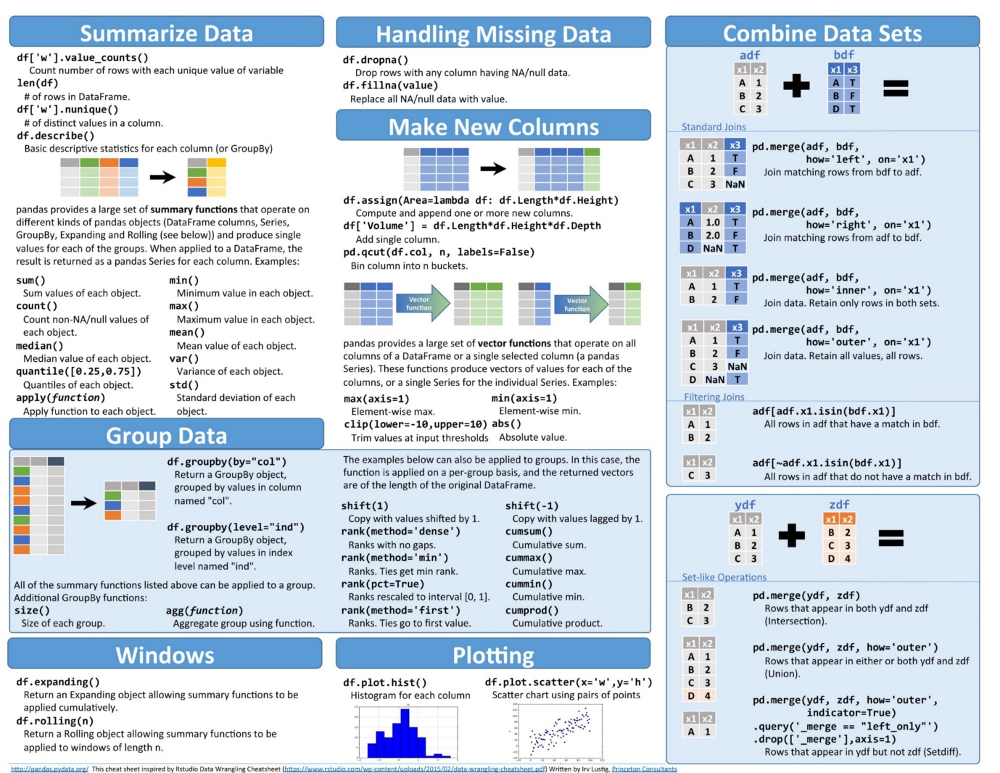 Summarize Data
df['w'].value_counts()
Count number of rows with each unique value of variable
len(df)
# of rows in DataFrame.
df['w'].nunique()
# of distinct values in a column.
df.describe()
Basic descriptive statistics for each column (or GroupBy)
pandas provides a large set of summary functions that operate on
different kinds of pandas objects (DataFrame columns, Series,
GroupBy, Expanding and Rolling (see below)) and produce single
values for each of the groups. When applied to a DataFrame, the
result is returned as a pandas Series for each column. Examples:
sum()
Sum values of each object.
count()
Count non-NA/null values of
each object.
median()
Median value of each object.
quantile([0.25,0.75])
Quantiles of each object.
apply(function)
Apply function to each object.
min()
Minimum value in each object.
max()
Maximum value in each object.
mean()
Mean value of each object.
var()
Variance of each object.
std()
Standard deviation of each
object.
Group Data
df.groupby(by="col")
Return a GroupBy object,
grouped by values in column
named "col".
df.groupby(level="ind")
Return a GroupBy object,
grouped by values in index
level named "ind".
All of the summary functions listed above can be applied to a group.
Additional GroupBy functions:
size()
Size of each group.
agg(function)
Aggregate group using function.
Windows
df.expanding()
Return an Expanding object allowing summary functions to be
applied cumulatively.
df.rolling(n)
Return a Rolling object allowing summary functions to be
applied to windows of length n.
Handling Missing Data
df.dropna()
Drop rows with any column having NA/null data.
df.fillna(value)
Replace all NA/null data with value.
Make New Columns
df.assign(Area=lambda df: df.Length*df.Height)
Compute and append one or more new columns.
df['Volume'] = df.Length*df.Height*df.Depth
Add single column.
pd.qcut(df.col, n, labels=False)
Bin column into n buckets.
Vector
function
Vector
function
pandas provides a large set of vector functions that operate on all
columns of a DataFrame or a single selected column (a pandas
Series). These functions produce vectors of values for each of the
columns, or a single Series for the individual Series. Examples:
max(axis=1)
Element-wise max.
clip(lower=-10,upper=10)
Trim values at input thresholds
min(axis=1)
Element-wise min.
abs()
Absolute value.
The examples below can also be applied to groups. In this case, the
function is applied on a per-group basis, and the returned vectors
are of the length of the original DataFrame.
shift(1)
Copy with values shifted by 1.
rank(method='dense')
Ranks with no gaps.
rank(method='min')
Ranks. Ties get min rank.
rank(pct=True)
Ranks rescaled to interval [0, 1].
rank(method='first')
Ranks. Ties go to first value.
shift(-1)
Copy with values lagged by 1.
cumsum()
Cumulative sum.
cummax()
Cumulative max.
cummin()
Cumulative min.
cumprod()
Cumulative product.
Plotting
df.plot.hist()
Histogram for each column
df.plot.scatter(x='w',y='h')
Scatter chart using pairs of points
Combine Data Sets
adf
x1 x2
A 1
B 2
C 3
bdf
x1 x3
A T
B F
D T
Standard Joins
x1 x2 x3
A 1 T
B 2 F
C 3 NaN
pd.merge(adf, bdf,
how='left', on='x1')
Join matching rows from bdf to adf.
x1 x2 x3
A 1.0 T
B 2.0 F
D NaN T
pd.merge(adf, bdf,
how='right', on='x1')
Join matching rows from adf to bdf.
x1 x2 x3
A 1 T
B 2 F
pd.merge(adf, bdf,
how='inner', on='x1')
Join data. Retain only rows in both sets.
x1 x2 x3
A 1 T
B 2 F
C 3 NaN
D NaN T
pd.merge(adf, bdf,
how='outer', on='x1')
Join data. Retain all values, all rows.
Filtering Joins
x1 x2
A 1
B 2
adf[adf.x1.isin(bdf.x1)]
All rows in adf that have a match in bdf.
x1 x2
C 3
adf[~adf.x1.isin(bdf.x1)]
All rows in adf that do not have a match in bdf.
ydf
x1 x2
A 1
B 2
C 3
zdf
x1 x2
B 2
C 3
D 4
Set-like Operations
x1 x2
B 2
C 3
pd.merge(ydf, zdf)
Rows that appear in both ydf and zdf
(Intersection).
x1 x2
A 1
B 2
C 3
D 4
pd.merge(ydf, zdf, how='outer')
Rows that appear in either or both ydf and zdf
(Union).
x1 x2
A 1
pd.merge(ydf, zdf, how='outer',
indicator=True)
.query('_merge == "left_only"')
.drop(['_merge'],axis=1)
Rows that appear in ydf but not zdf (Setdiff).
http://pandas.pydata.org/ This cheat sheet inspired by Rstudio Data Wrangling Cheatsheet (https://www.rstudio.com/wp-content/uploads/2015/02/data-wrangling-cheatsheet.pdf) Written by Irv Lustig, Princeton Consultants